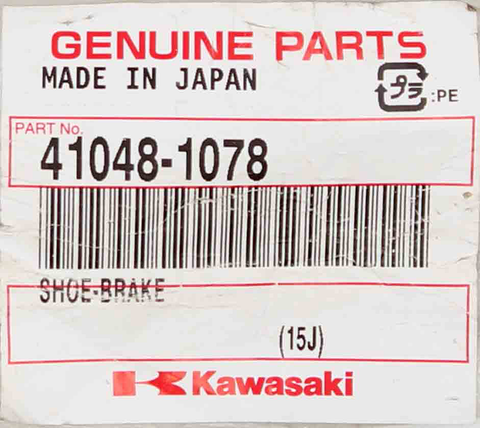 GENUINE PARTS
MADE IN JAPAN
プラ :PE
PART No.
41048-1078
SHOE-BRAKE
(15J)
Kawasaki